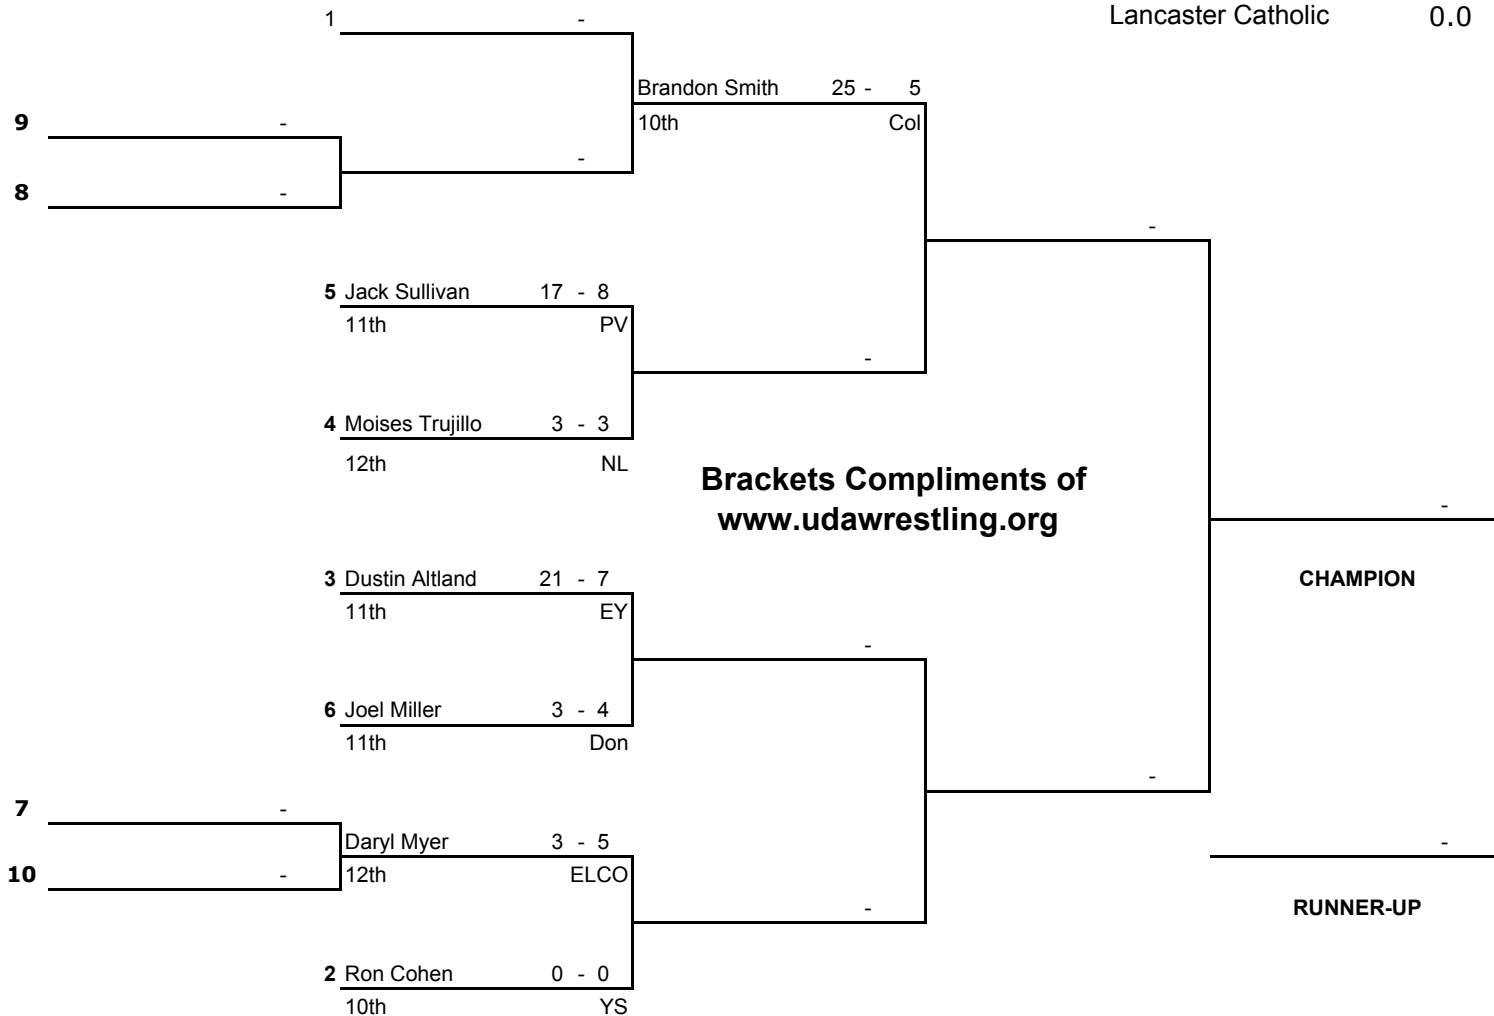 Lancaster Catholic 0.0
1 -
Brandon Smith 25 - 5
10th Col
9 -
-
8 -
-
5 Jack Sullivan 17 - 8
11th PV
-
4 Moises Trujillo 3 - 3
12th NL
Brackets Compliments of
www.udawrestling.org
-
CHAMPION
3 Dustin Altland 21 - 7
11th EY
-
6 Joel Miller 3 - 4
11th Don
-
7 -
Daryl Myer 3 - 5
-
10 - 12th ELCO
RUNNER-UP
-
2 Ron Cohen 0 - 0
10th YS